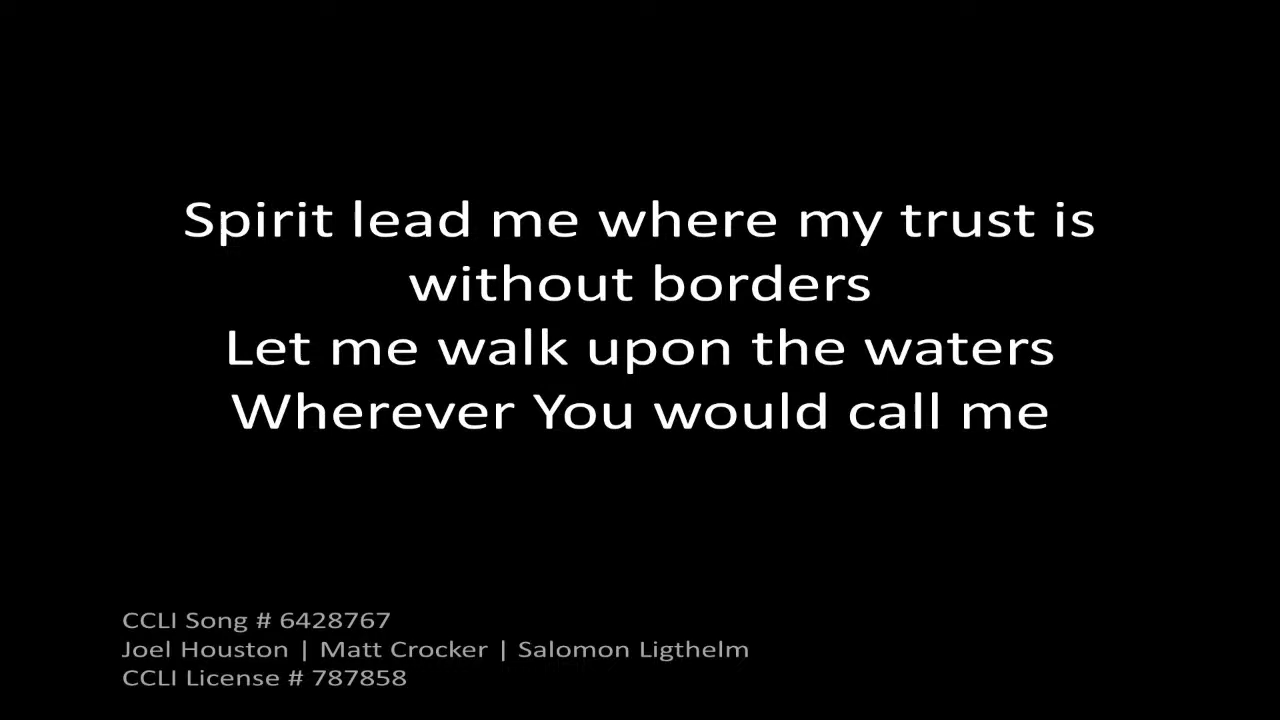 Spirit lead me where my trust is
without borders
Let me walk upon the waters
Wherever You would call me
CCLI Song # 6428767
Joel Houston | Matt Crocker | Salomon Ligthelm
CCLI License # 787858